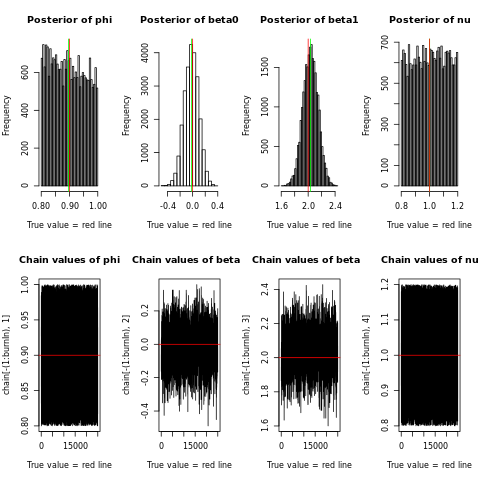 Posterior of phi
Posterior of beta0
Posterior of beta1
Posterior of nu
Frequency
0 200 400 600
0.80 0.90 1.00
True value = red line
Frequency
0 1000 2000 3000 4000
-0.4 0.0 0.4
True value = red line
Frequency
0 500 1000 1500
1.6 2.0 2.4
True value = red line
Frequency
0 100 300 500 600 700
0.8 1.0 1.2
True value = red line
Chain values of phi
Chain values of beta
Chain values of beta
Chain values of nu
chain[-(1:burnIn), 1]
0.80 0.85 0.90 0.95 1.00
0 15000
True value = red line
chain[-(1:burnIn), 2]
-0.4 -0.2 0.0 0.2
0 15000
True value = red line
chain[-(1:burnIn), 3]
1.6 1.8 2.0 2.2 2.4
0 15000
True value = red line
chain[-(1:burnIn), 4]
0.8 0.9 1.0 1.1 1.2
0 15000
True value = red line